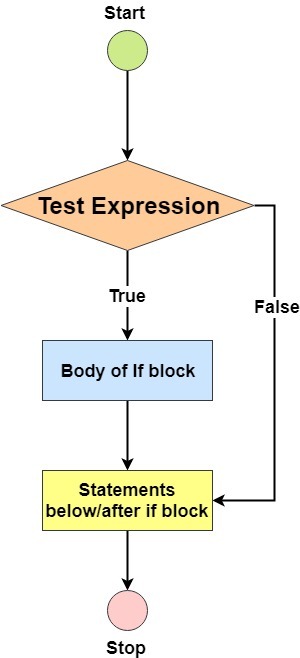 Start
Test Expression
True
False
Body of If block
Statements
below/after if block
Stop